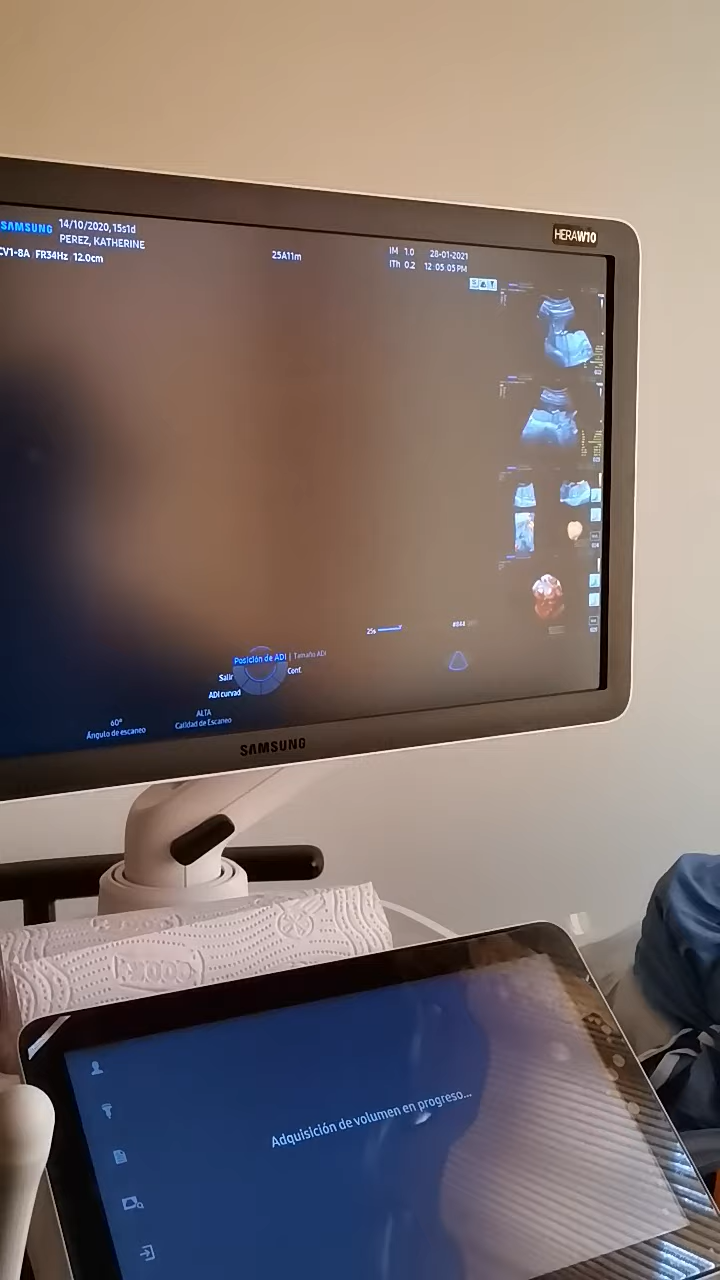 HERAW10
SAMSUNG 14/10/2020, 15s1d
PEREZ, KATHERINE
CV1-8A FR34Hz 12.0cm
25A11m
IM 1.0 28-01-2021
ITh 0.2 12:05:05 PM
25s
Posición de ADI | Tamaño ADI
Salir
Conf.
ADI curvad
60°
Ángulo de escaneo
ALTA
Calidad de Escaneo
SAMSUNG
Adquisición de volumen en progreso...